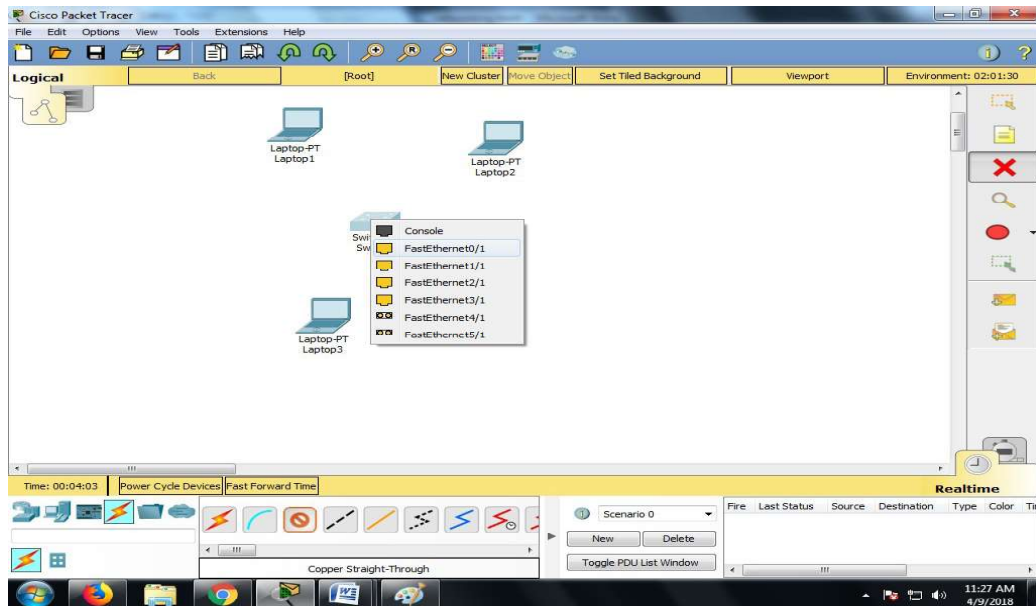 Cisco Packet Tracer
File Edit Options View Tools Extensions Help
Logical Back [Root] New Cluster Move Object Set Tiled Background Viewport Environment: 02:01:30
Laptop-PT
Laptop1
Laptop-PT
Laptop2
Swi
Sw
Console
FastEthernet0/1
FastEthernet1/1
FastEthernet2/1
FastEthernet3/1
FastEthernet4/1
FastEthernet5/1
Laptop-PT
Laptop3
Time: 00:04:03 Power Cycle Devices Fast Forward Time Realtime
Scenario 0
New Delete
Toggle PDU List Window
Fire Last Status Source Destination Type Color Ti
Copper Straight-Through
11:27 AM
4/9/2018